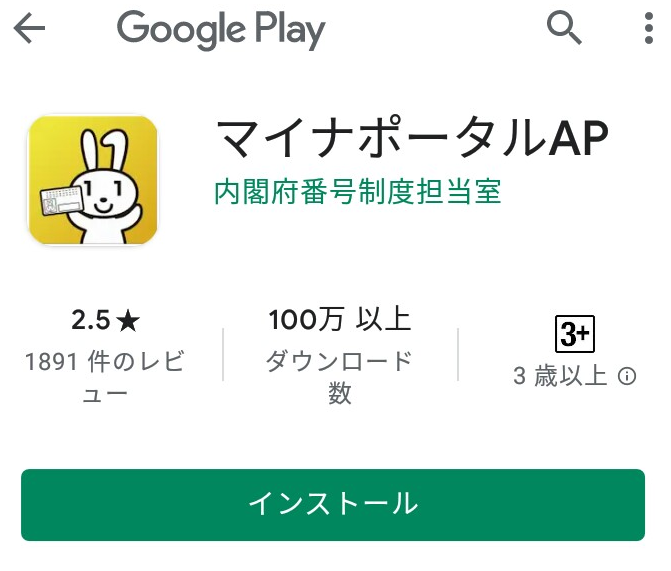 Google Play
マイナポータルAP
内閣府番号制度担当室
2.5★
1891 件のレビ
ュー
100万 以上
ダウンロード
数
3+
3 歳以上
インストール